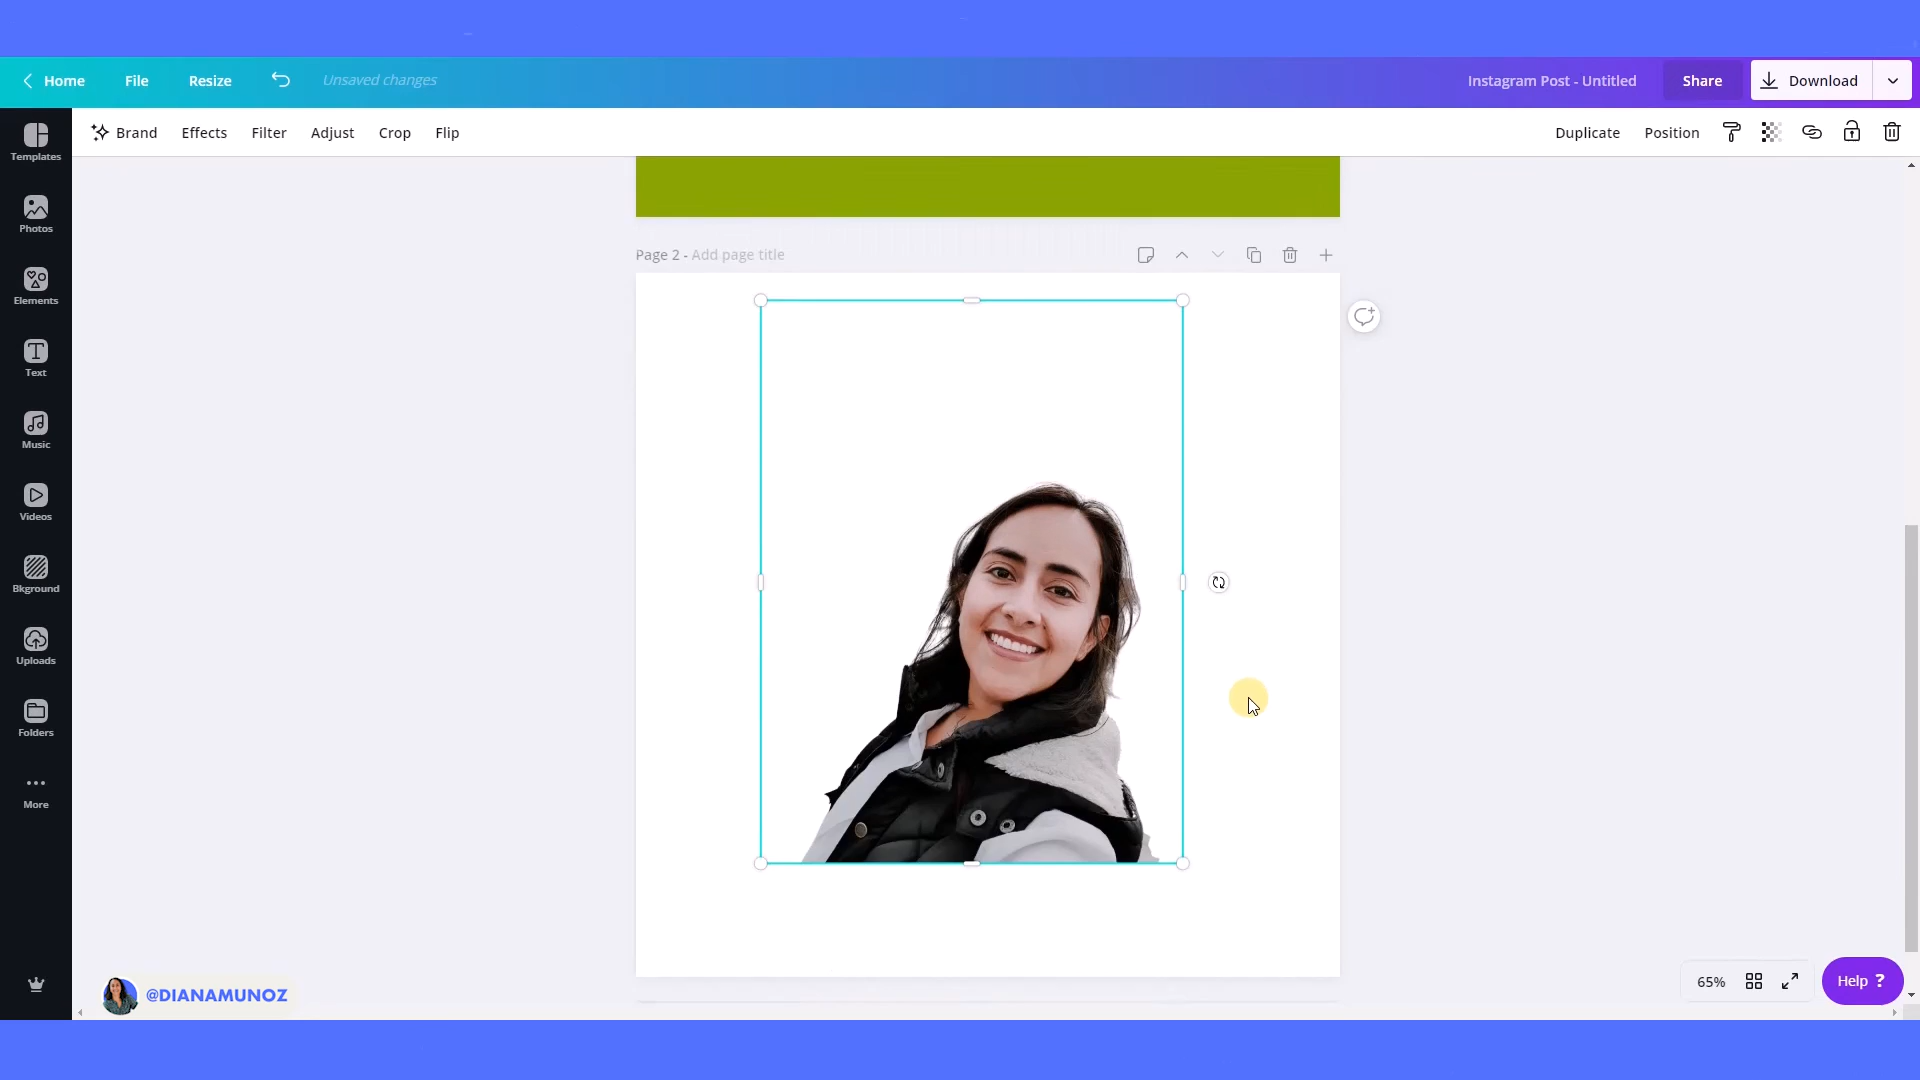 Home File Resize Unsaved changes Instagram Post - Untitled Share Download
Brand Effects Filter Adjust Crop Flip Duplicate Position
Templates
Photos
Elements
Text
Music
Videos
Bkground
Uploads
Folders
More
Page 2 - Add page title
@DIANAMUNOZ
65% Help ?